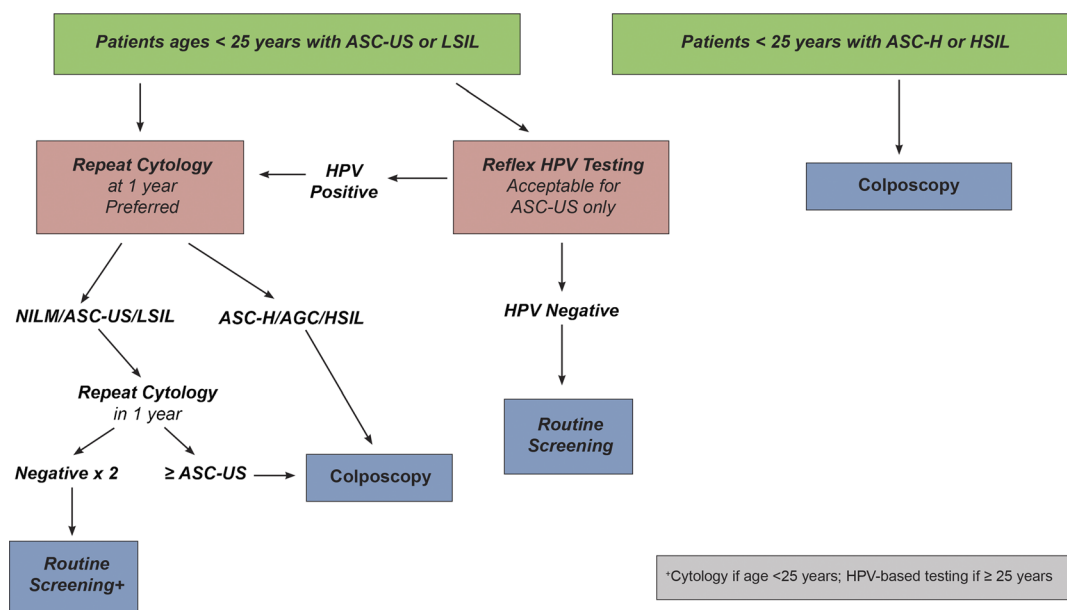 Patients ages < 25 years with ASC-US or LSIL
Patients < 25 years with ASC-H or HSIL
Repeat Cytology
at 1 year
Preferred
HPV
Positive
Reflex HPV Testing
Acceptable for
ASC-US only
Colposcopy
NILM/ASC-US/LSIL
ASC-H/AGC/HSIL
HPV Negative
Repeat Cytology
in 1 year
Routine
Screening
Negative x 2
≥ ASC-US
Colposcopy
Routine
Screening+
+Cytology if age <25 years; HPV-based testing if ≥ 25 years